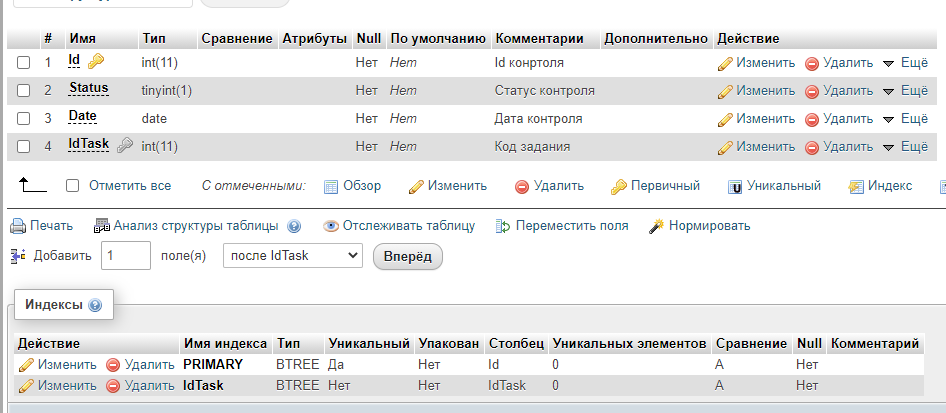 # Имя Тип Сравнение Атрибуты Null По умолчанию Комментарии Дополнительно Действие
1 Id int(11) Нет Нет Id конртоля Изменить Удалить Ещё
2 Status tinyint(1) Нет Нет Статус контроля Изменить Удалить Ещё
3 Date date Нет Нет Дата контроля Изменить Удалить Ещё
4 IdTask int(11) Нет Нет Код задания Изменить Удалить Ещё
Отметить все С отмеченными: Обзор Изменить Удалить Первичный Уникальный Индекс
Печать Анализ структуры таблицы Отслеживать таблицу Переместить поля Нормировать
Добавить 1 поле(я) после IdTask Вперёд
Индексы
Действие Имя индекса Тип Уникальный Упакован Столбец Уникальных элементов Сравнение Null Комментарий
Изменить Удалить PRIMARY BTREE Да Нет Id 0 A Нет
Изменить Удалить IdTask BTREE Нет Нет IdTask 0 A Нет